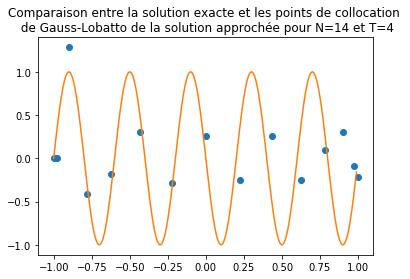 Comparaison entre la solution exacte et les points de collocation
de Gauss-Lobatto de la solution approchée pour N=14 et T=4
1.0
0.5
0.0
−0.5
−1.0
−1.00 −0.75 −0.50 −0.25 0.00 0.25 0.50 0.75 1.00